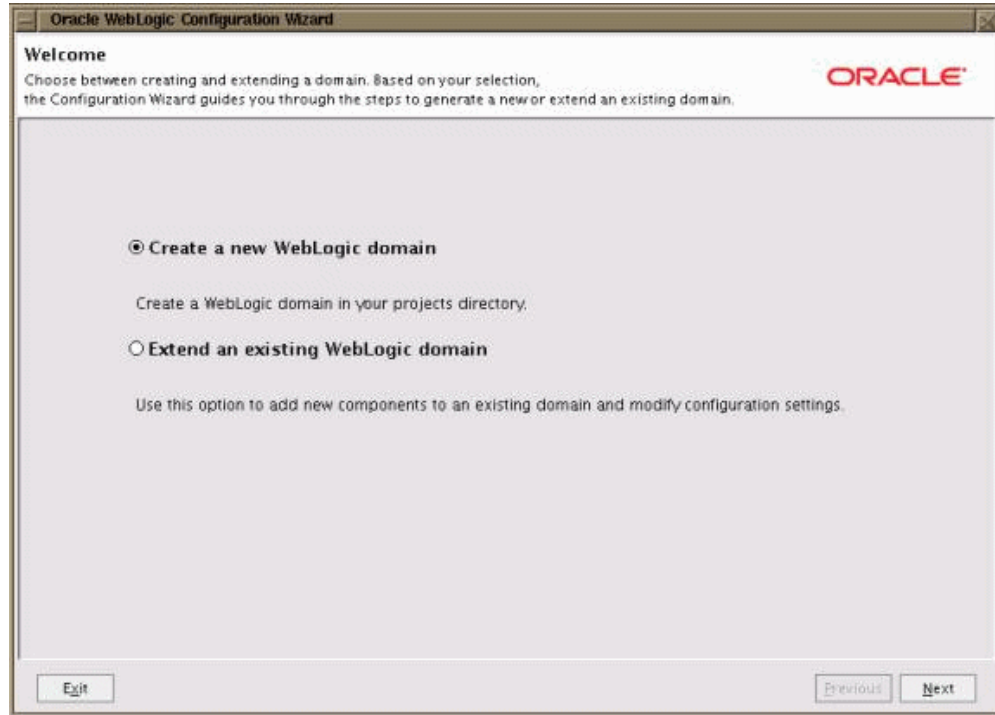 Oracle WebLogic Configuration Wizard
Welcome
Choose between creating and extending a domain. Based on your selection,
the Configuration Wizard guides you through the steps to generate a new or extend an existing domain.
ORACLE
Create a new WebLogic domain
Create a WebLogic domain in your projects directory.
Extend an existing WebLogic domain
Use this option to add new components to an existing domain and modify configuration settings.
Exit
Previous
Next